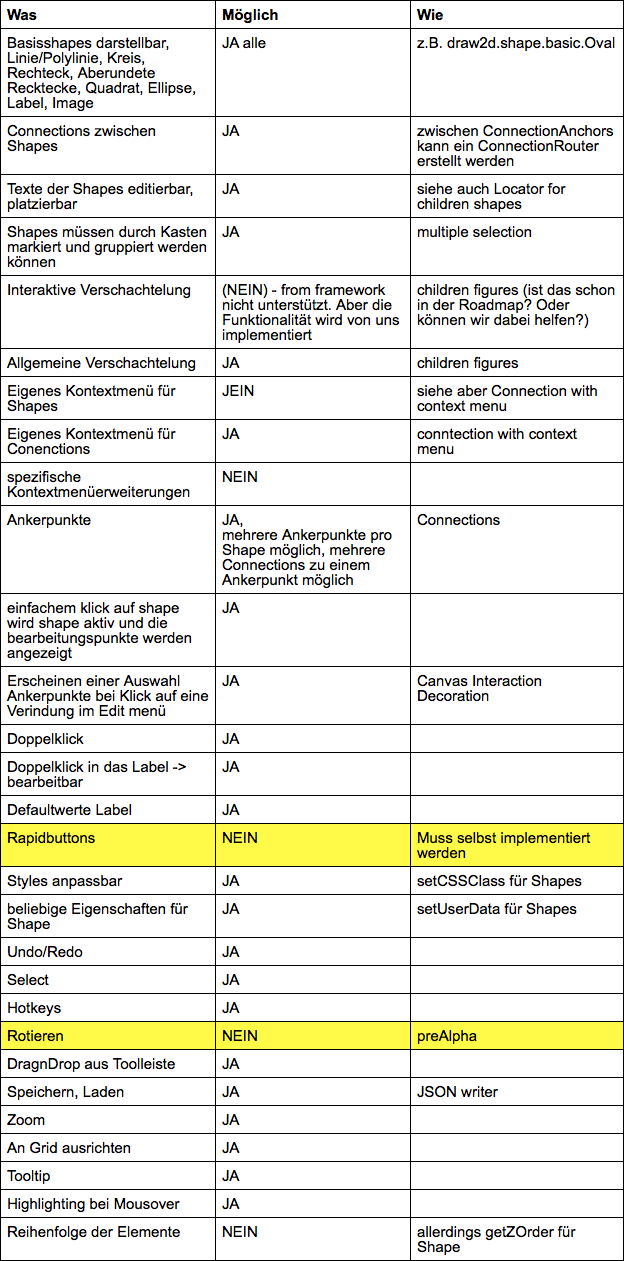 Was Möglich Wie
Basisshapes darstellbar, JA alle z.B. draw2d.shape.basic.Oval
Linie/Polylinie, Kreis,
Rechteck, Aberundete
Recktecke, Quadrat, Ellipse,
Label, Image
Connections zwischen JA zwischen ConnectionAnchors
Shapes kann ein ConnectionRouter
erstellt werden
Texte der Shapes editierbar, JA siehe auch Locator for
platzierbar children shapes
Shapes müssen durch Kasten JA multiple selection
markiert und gruppiert werden
können
Interaktive Verschachtelung (NEIN) - from framework children figures (ist das schon
nicht unterstützt. Aber die in der Roadmap? Oder
Funktionalität wird von uns können wir dabei helfen?)
implementiert
Allgemeine Verschachtelung JA children figures
Eigenes Kontextmenü für JEIN siehe aber Connection with
Shapes context menu
Eigenes Kontextmenü für JA conntection with context
Conenctions menu
spezifische NEIN
Kontextmenüerweiterungen
Ankerpunkte JA, Connections
mehrere Ankerpunkte pro
Shape möglich, mehrere
Connections zu einem
Ankerpunkt möglich
einfachem klick auf shape JA
wird shape aktiv und die
bearbeitungspunkte werden
angezeigt
Erscheinen einer Auswahl JA Canvas Interaction
Ankerpunkte bei Klick auf eine Decoration
Verindung im Edit menü
Doppelklick JA
Doppelklick in das Label -> JA
bearbeitbar
Defaultwerte Label JA
Rapidbuttons NEIN Muss selbst implementiert
werden
Styles anpassbar JA setCSSClass für Shapes
beliebige Eigenschaften für JA setUserData für Shapes
Shape
Undo/Redo JA
Select JA
Hotkeys JA
Rotieren NEIN preAlpha
DragnDrop aus Toolleiste JA
Speichern, Laden JA JSON writer
Zoom JA
An Grid ausrichten JA
Tooltip JA
Highlighting bei Mousover JA
Reihenfolge der Elemente NEIN allerdings getZOrder für
Shape